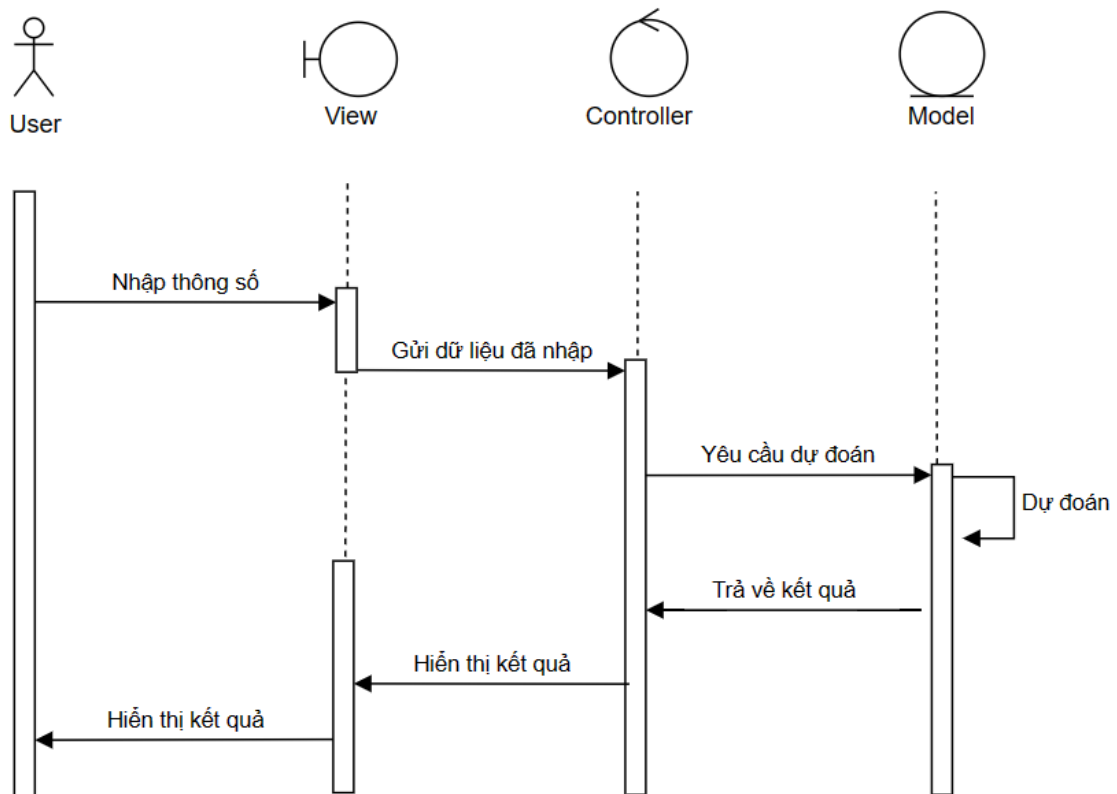 User
View
Controller
Model
Nhập thông số
Gửi dữ liệu đã nhập
Yêu cầu dự đoán
Dự đoán
Trả về kết quả
Hiển thị kết quả
Hiển thị kết quả